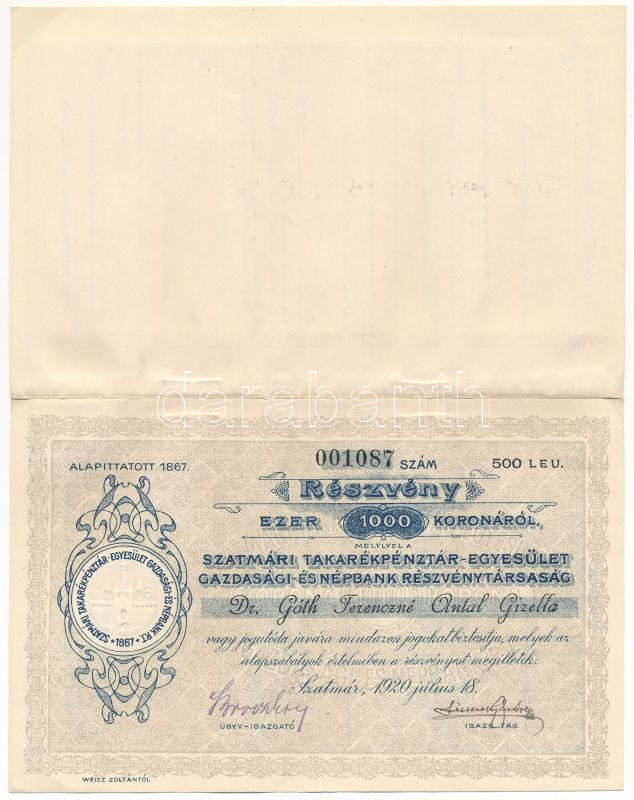 darabanth
ALAPITTATOTT 1867.
001087 SZÁM
500 LEU.
Részvény
EZER 1000 KORONÁRÓL,
MELYLYEL A
SZATMÁRI TAKARÉKPÉNZTÁR-EGYESÜLET
GAZDASÁGI-ÉS NÉPBANK RÉSZVÉNYTÁRSASÁG
SZATMÁRI TAKARÉKPÉNZTÁR-EGYESÜLET GAZDASÁGI-ÉS NÉPBANK R.T.
1867
Dr. Góth Ferenczné Antal Gizella
vagy jogutóda javára mindazon jogokat biztosítja, melyek az
alapszabályok értelmében a részvényest megilletik.
Szatmár, 1920 július 18.
ÜGYV-IGAZGATÓ
IGAZG. TAG.
WEISZ ZOLTÁNTÓL